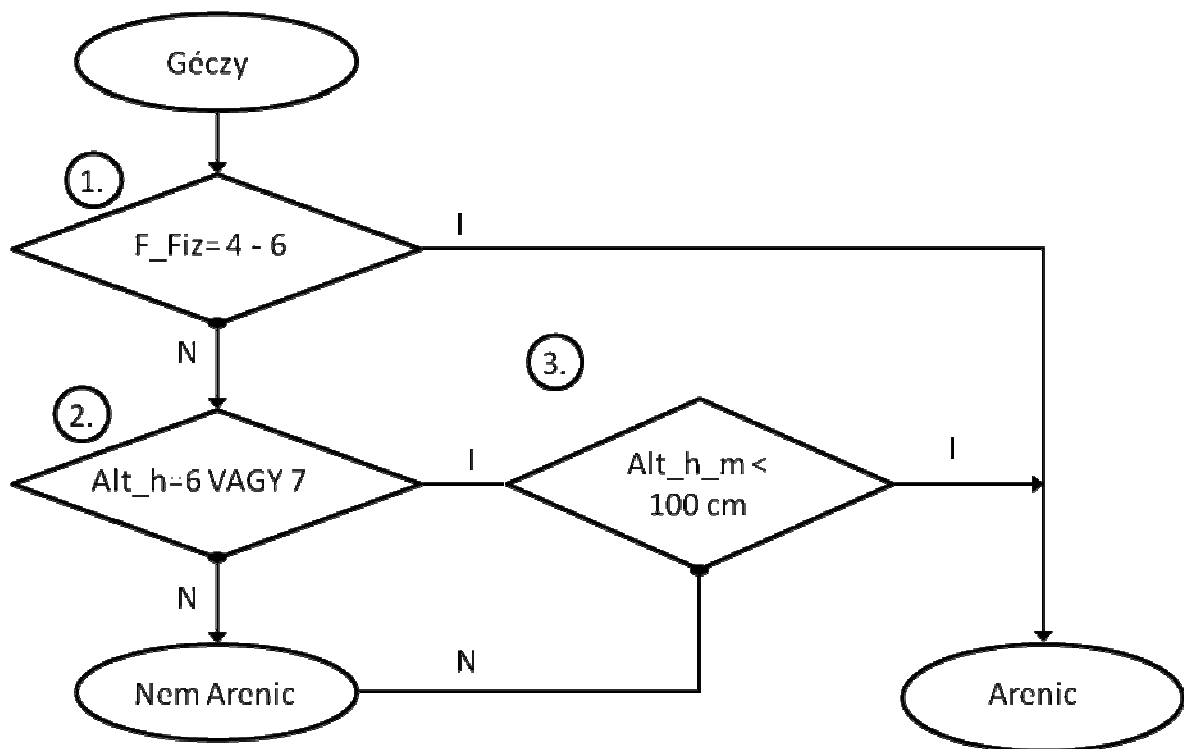 Géczy
1.
F_Fiz= 4 - 6
I
N
3.
2.
Alt_h=6 VAGY 7
I
Alt_h_m <
100 cm
I
N
N
Nem Arenic
Arenic